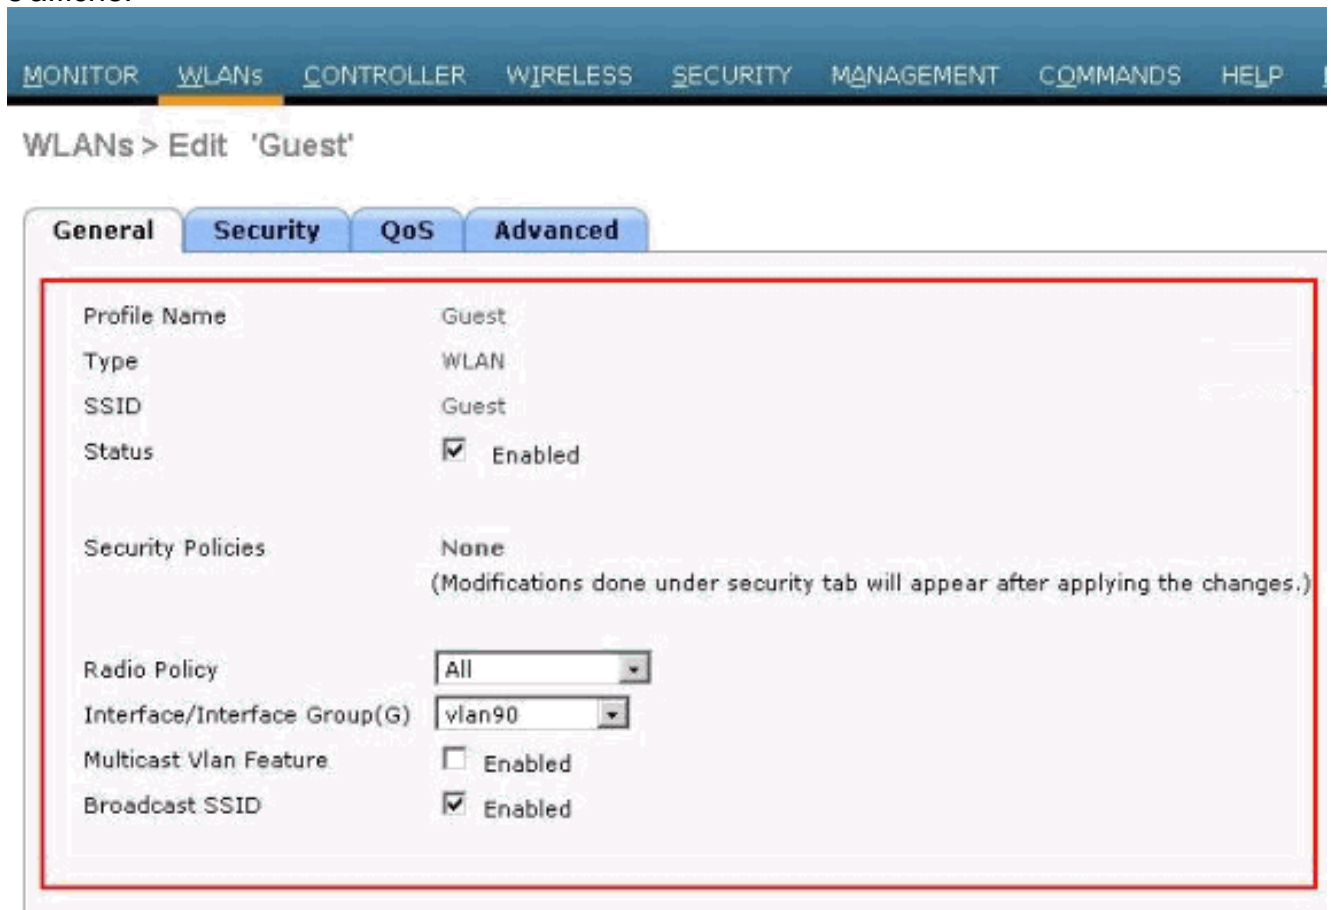 MONITOR WLANs CONTROLLER WIRELESS SECURITY MANAGEMENT COMMANDS HELP
WLANs > Edit 'Guest'
General Security QoS Advanced
Profile Name Guest
Type WLAN
SSID Guest
Status Enabled
Security Policies None
(Modifications done under security tab will appear after applying the changes.)
Radio Policy All
Interface/Interface Group(G) vlan90
Multicast Vlan Feature Enabled
Broadcast SSID Enabled